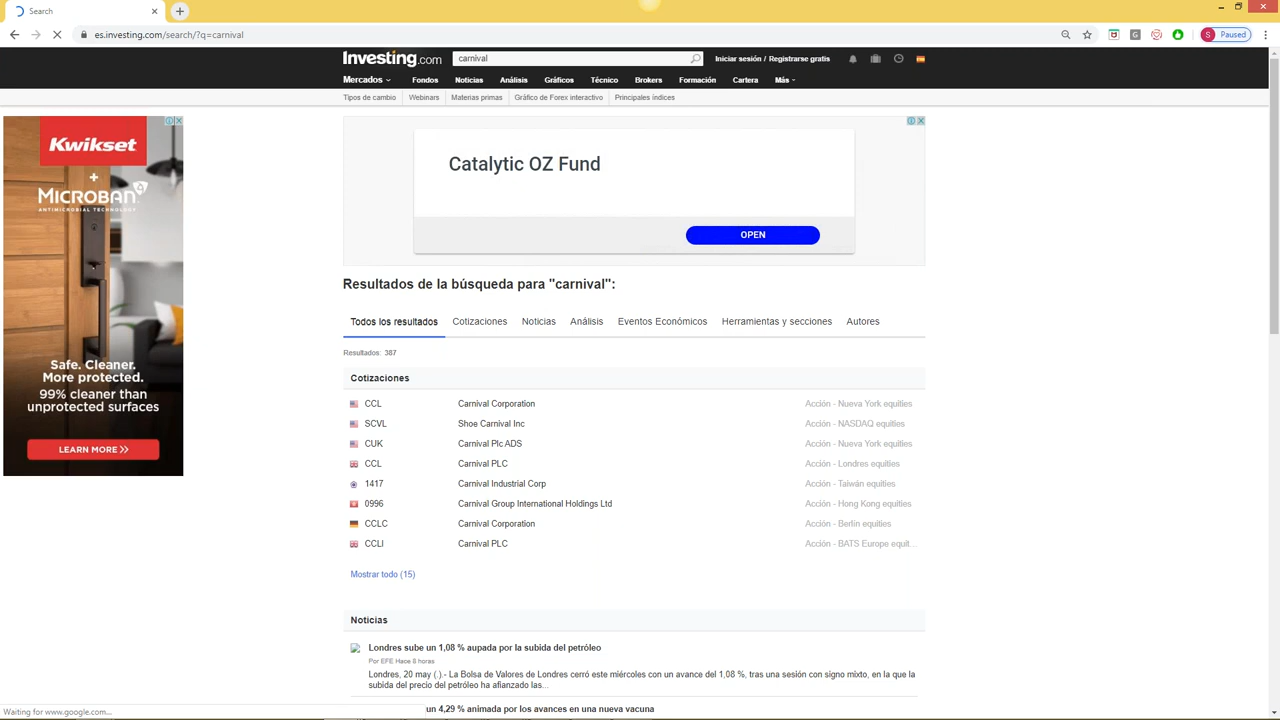 Search
es.investing.com/search/?q=carnival
S Paused
Investing.com
carnival
Iniciar sesión / Registrarse gratis
Mercados
Fondos
Noticias
Análisis
Gráficos
Técnico
Brokers
Formación
Cartera
Más
Tipos de cambio
Webinars
Materias primas
Gráfico de Forex interactivo
Principales índices
Kwikset
+
MICROBAN
ANTIMICROBIAL TECHNOLOGY
Safe. Cleaner.
More protected.
99% cleaner than
unprotected surfaces
LEARN MORE >>
Catalytic OZ Fund
OPEN
Resultados de la búsqueda para "carnival":
Todos los resultados
Cotizaciones
Noticias
Análisis
Eventos Económicos
Herramientas y secciones
Autores
Resultados: 387
Cotizaciones
CCL Carnival Corporation Acción - Nueva York equities
SCVL Shoe Carnival Inc Acción - NASDAQ equities
CUK Carnival Plc ADS Acción - Nueva York equities
CCL Carnival PLC Acción - Londres equities
1417 Carnival Industrial Corp Acción - Taiwán equities
0996 Carnival Group International Holdings Ltd Acción - Hong Kong equities
CCLC Carnival Corporation Acción - Berlín equities
CCLl Carnival PLC Acción - BATS Europe equit...
Mostrar todo (15)
Noticias
Londres sube un 1,08 % aupada por la subida del petróleo
Por EFE Hace 8 horas
Londres, 20 may (.).- La Bolsa de Valores de Londres cerró este miércoles con un avance del 1,08 %, tras una sesión con signo mixto, en la que la
subida del precio del petróleo ha afianzado las...
un 4,29 % animada por los avances en una nueva vacuna
Waiting for www.google.com...